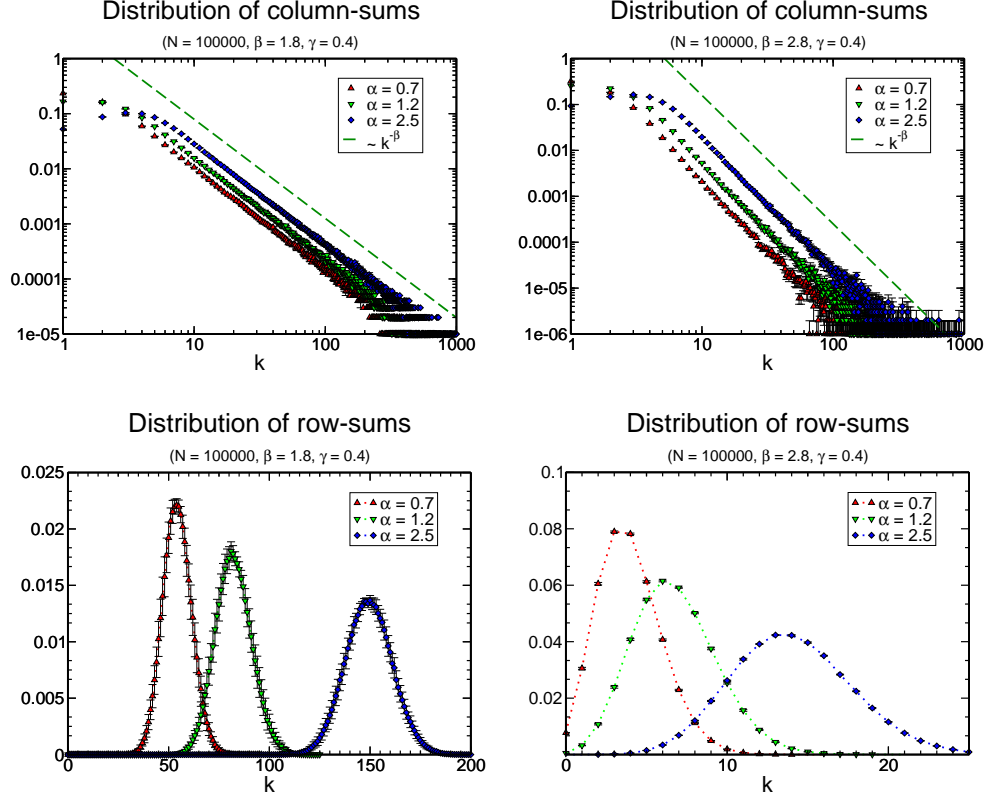 Distribution of column-sums
(N = 100000, β = 1.8, γ = 0.4)
1
0.1
0.01
0.001
0.0001
1e-05
1 10 100 1000
k
α = 0.7
α = 1.2
α = 2.5
~ k^-β
Distribution of column-sums
(N = 100000, β = 2.8, γ = 0.4)
1
0.1
0.01
0.001
0.0001
1e-05
1e-06
1 10 100 1000
k
α = 0.7
α = 1.2
α = 2.5
~ k^-β
Distribution of row-sums
(N = 100000, β = 1.8, γ = 0.4)
0.025
0.02
0.015
0.01
0.005
0
0 50 100 150 200
k
α = 0.7
α = 1.2
α = 2.5
Distribution of row-sums
(N = 100000, β = 2.8, γ = 0.4)
0.1
0.08
0.06
0.04
0.02
0 10 20
k
α = 0.7
α = 1.2
α = 2.5